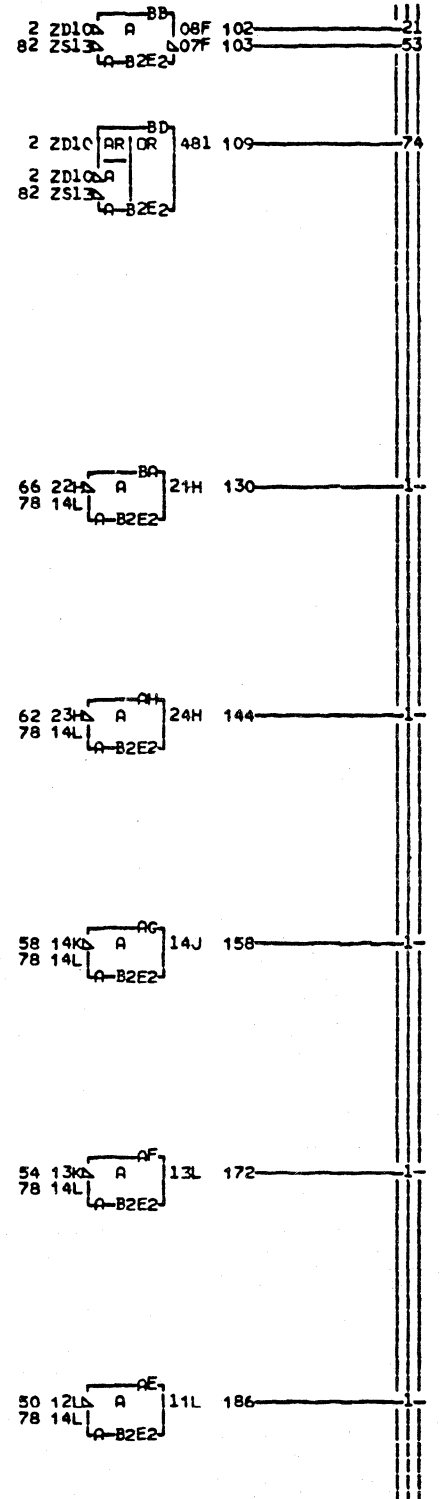 BB
2 ZD10 A 08F 102 21
82 ZS13 07F 103 53
A B2E2
BD
2 ZD10 AR OR 481 109 74
2 ZD10 A
82 ZS13
A B2E2
BA
66 22H A 21H 130 1
78 14L
A B2E2
AH
62 23H A 24H 144 1
78 14L
A B2E2
AG
58 14K A 14J 158 1
78 14L
A B2E2
AF
54 13K A 13L 172 1
78 14L
A B2E2
AE
50 12L A 11L 186 1
78 14L
A B2E2